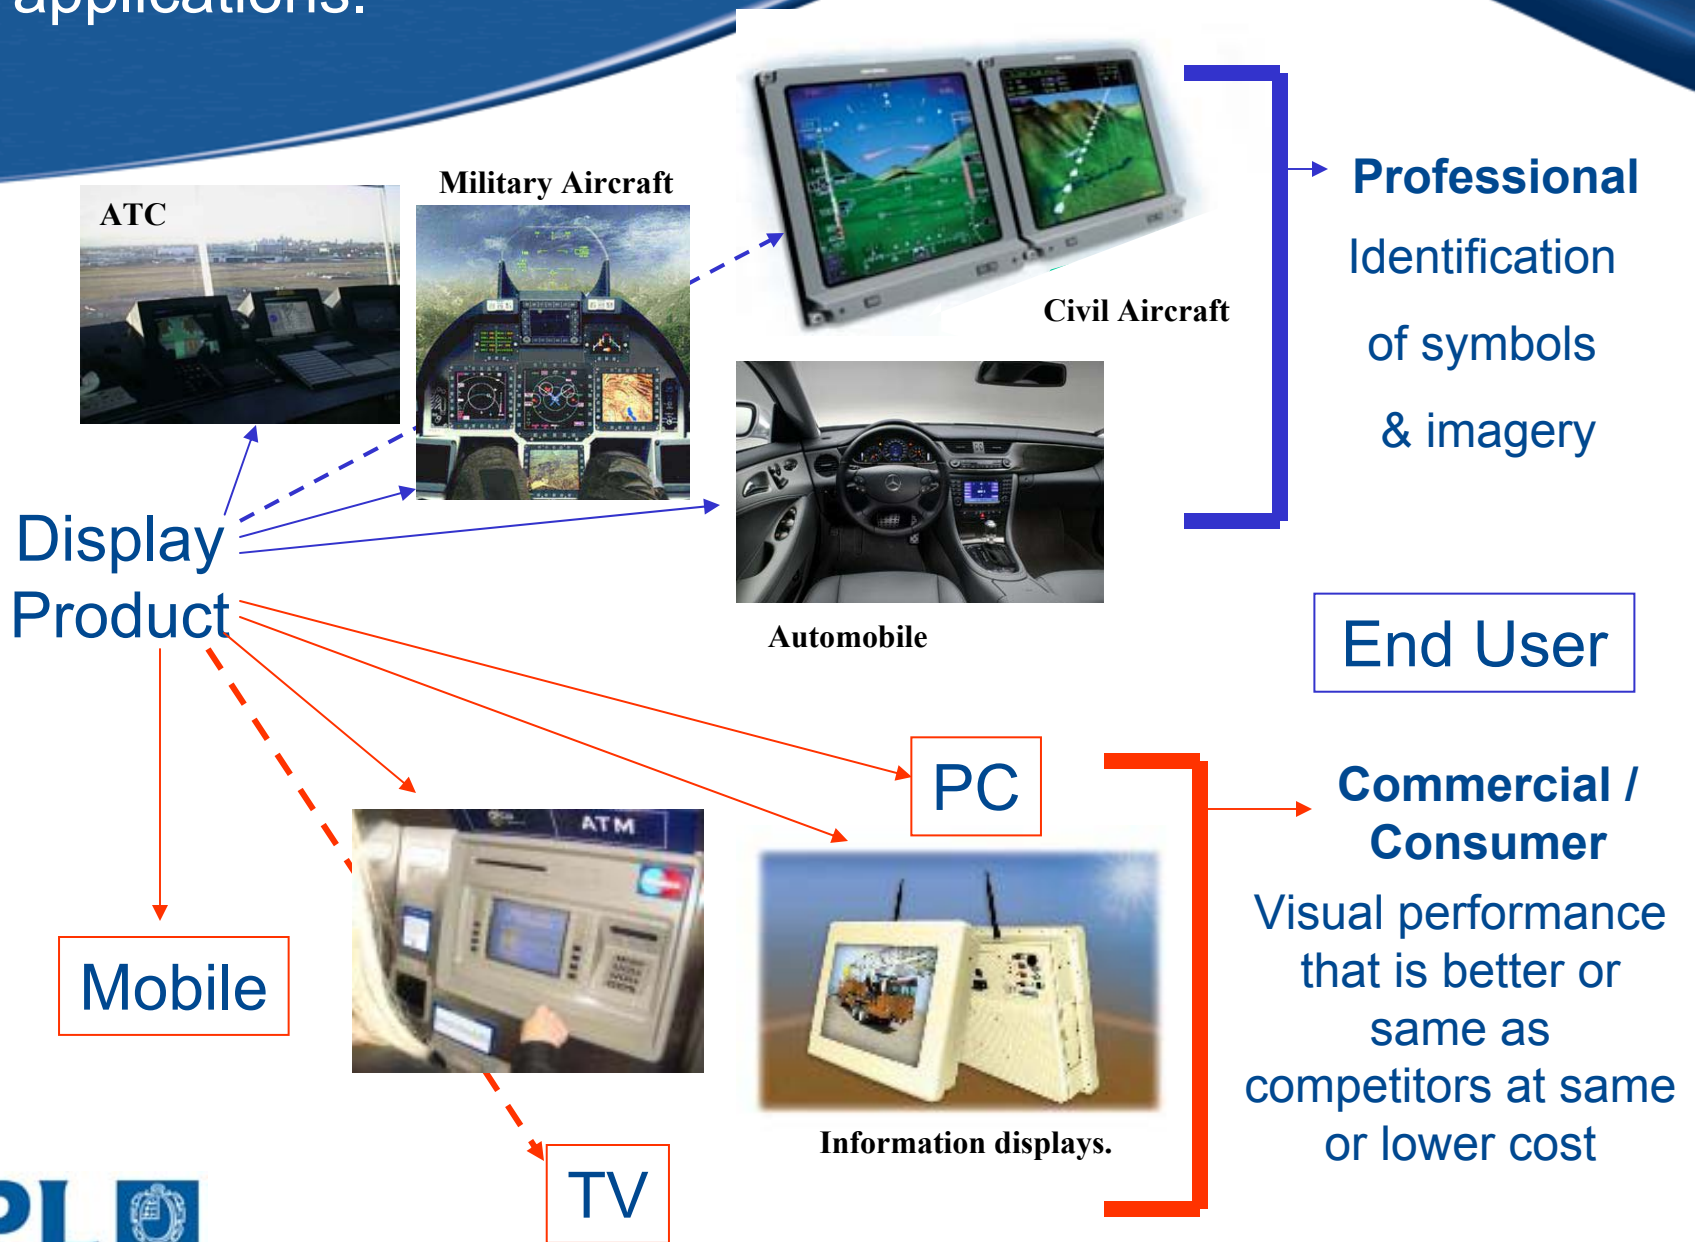 applications.
Military Aircraft
ATC
Civil Aircraft
Professional
Identification
of symbols
& imagery
Display
Product
Automobile
End User
PC
ATM
Mobile
Information displays.
TV
Commercial /
Consumer
Visual performance
that is better or
same as
competitors at same
or lower cost